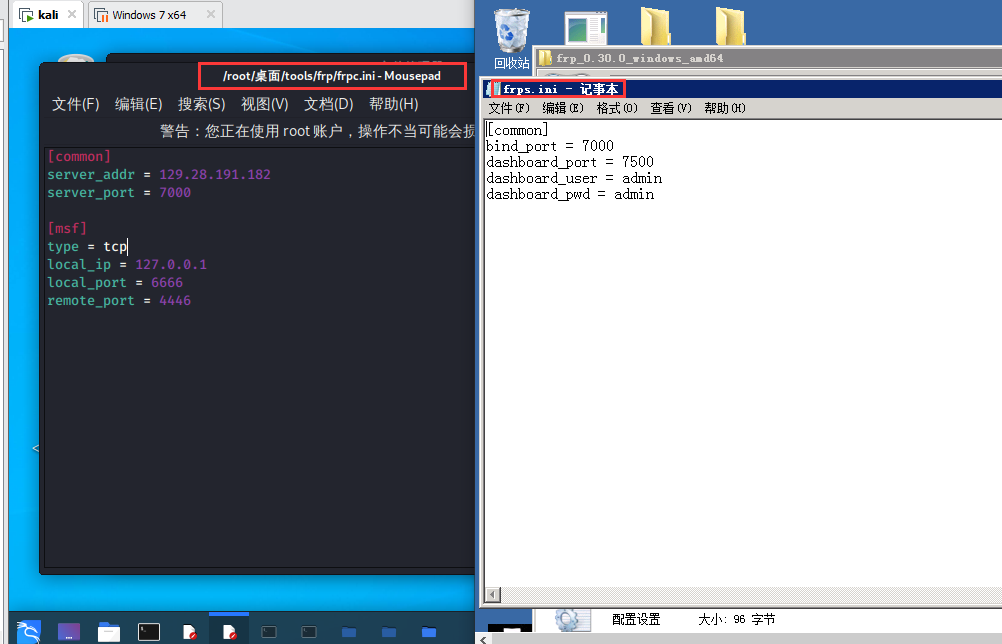 kali
Windows 7 x64
/root/桌面/tools/frp/frpc.ini - Mousepad
文件(F) 编辑(E) 搜索(S) 视图(V) 文档(D) 帮助(H)
警告：您正在使用 root 账户，操作不当可能会损
[common]
server_addr = 129.28.191.182
server_port = 7000
[msf]
type = tcp
local_ip = 127.0.0.1
local_port = 6666
remote_port = 4446
回收站
frp_0.30.0_windows_amd64
frps.ini - 记事本
文件(F) 编辑(E) 格式(O) 查看(V) 帮助(H)
[common]
bind_port = 7000
dashboard_port = 7500
dashboard_user = admin
dashboard_pwd = admin
配置设置 大小: 96 字节